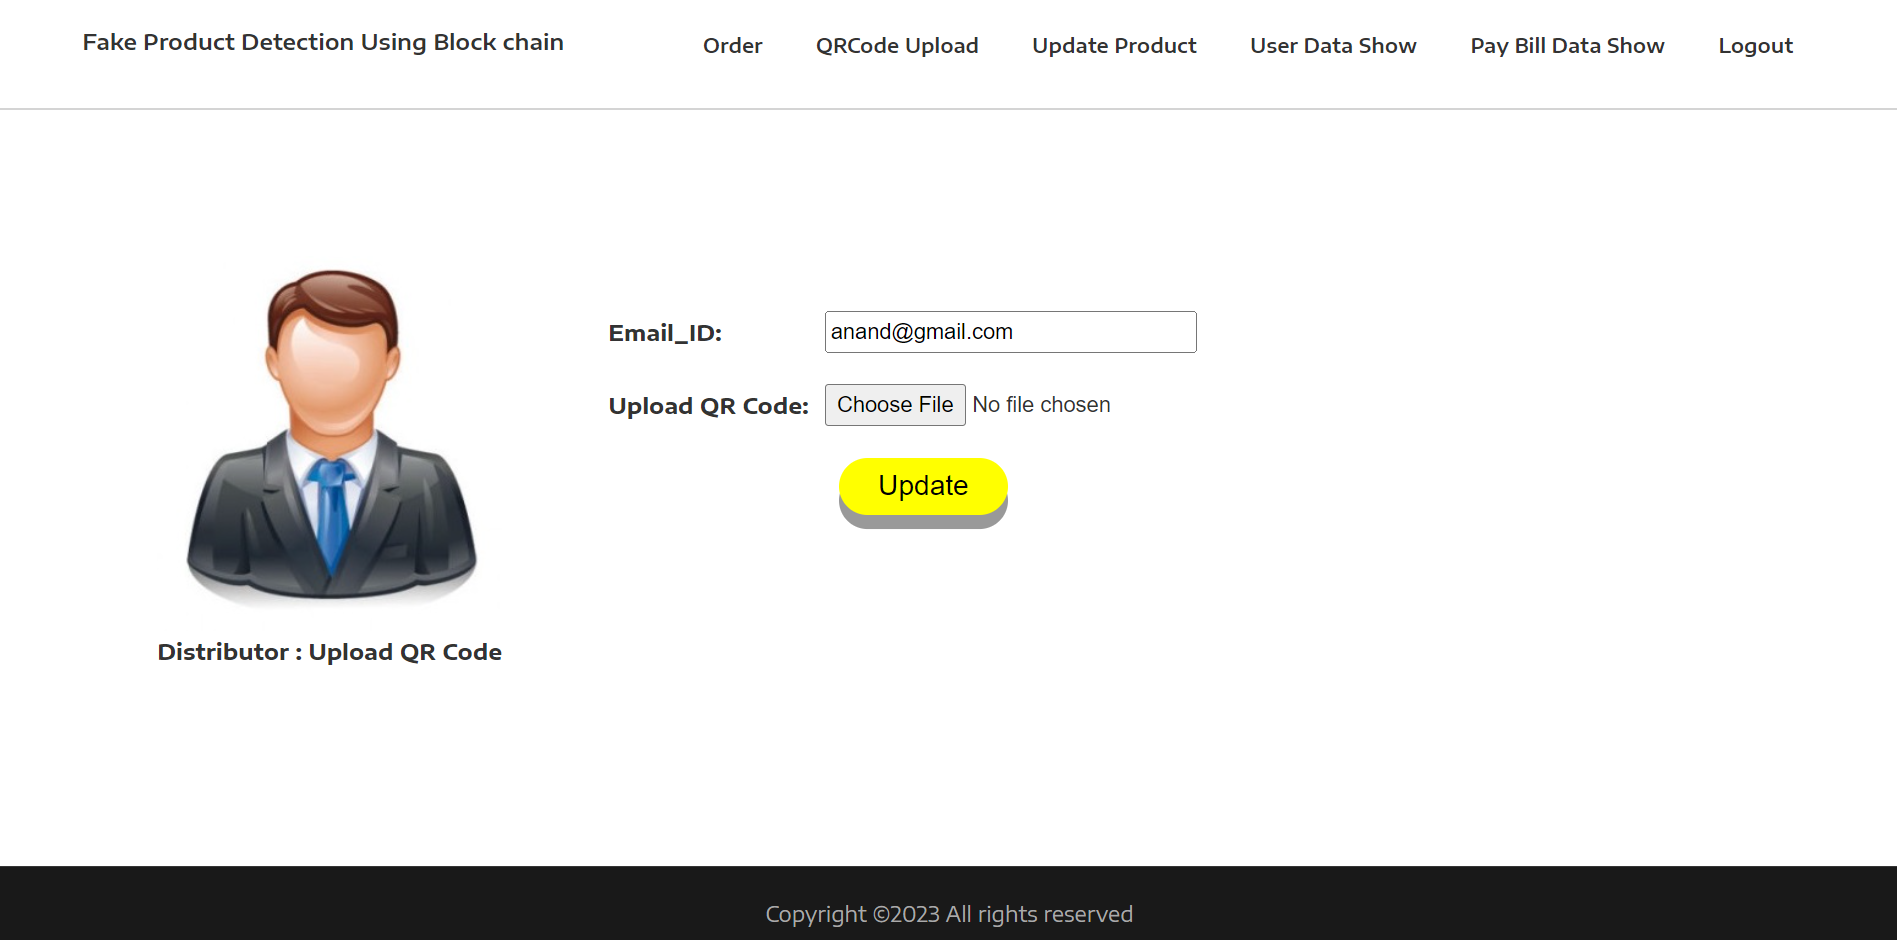 Fake Product Detection Using Block chain
Order QRCode Upload Update Product User Data Show Pay Bill Data Show Logout
Email_ID: anand@gmail.com
Upload QR Code: Choose File No file chosen
Update
Distributor : Upload QR Code
Copyright ©2023 All rights reserved